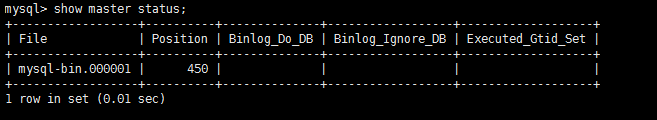 mysql> show master status;
+------------------+----------+--------------+------------------+-------------------+
| File             | Position | Binlog_Do_DB | Binlog_Ignore_DB | Executed_Gtid_Set |
+------------------+----------+--------------+------------------+-------------------+
| mysql-bin.000001 |      450 |              |                  |                   |
+------------------+----------+--------------+------------------+-------------------+
1 row in set (0.01 sec)